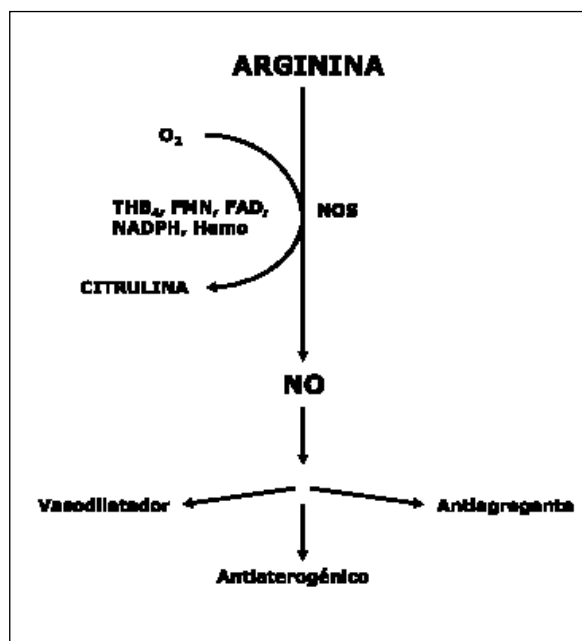 ARGININA
O₂
THB₄, FMN, FAD,
NADPH, Hemo
NOS
CITRULINA
NO
Vasodilatador
Antiagregante
Antiaterogénico